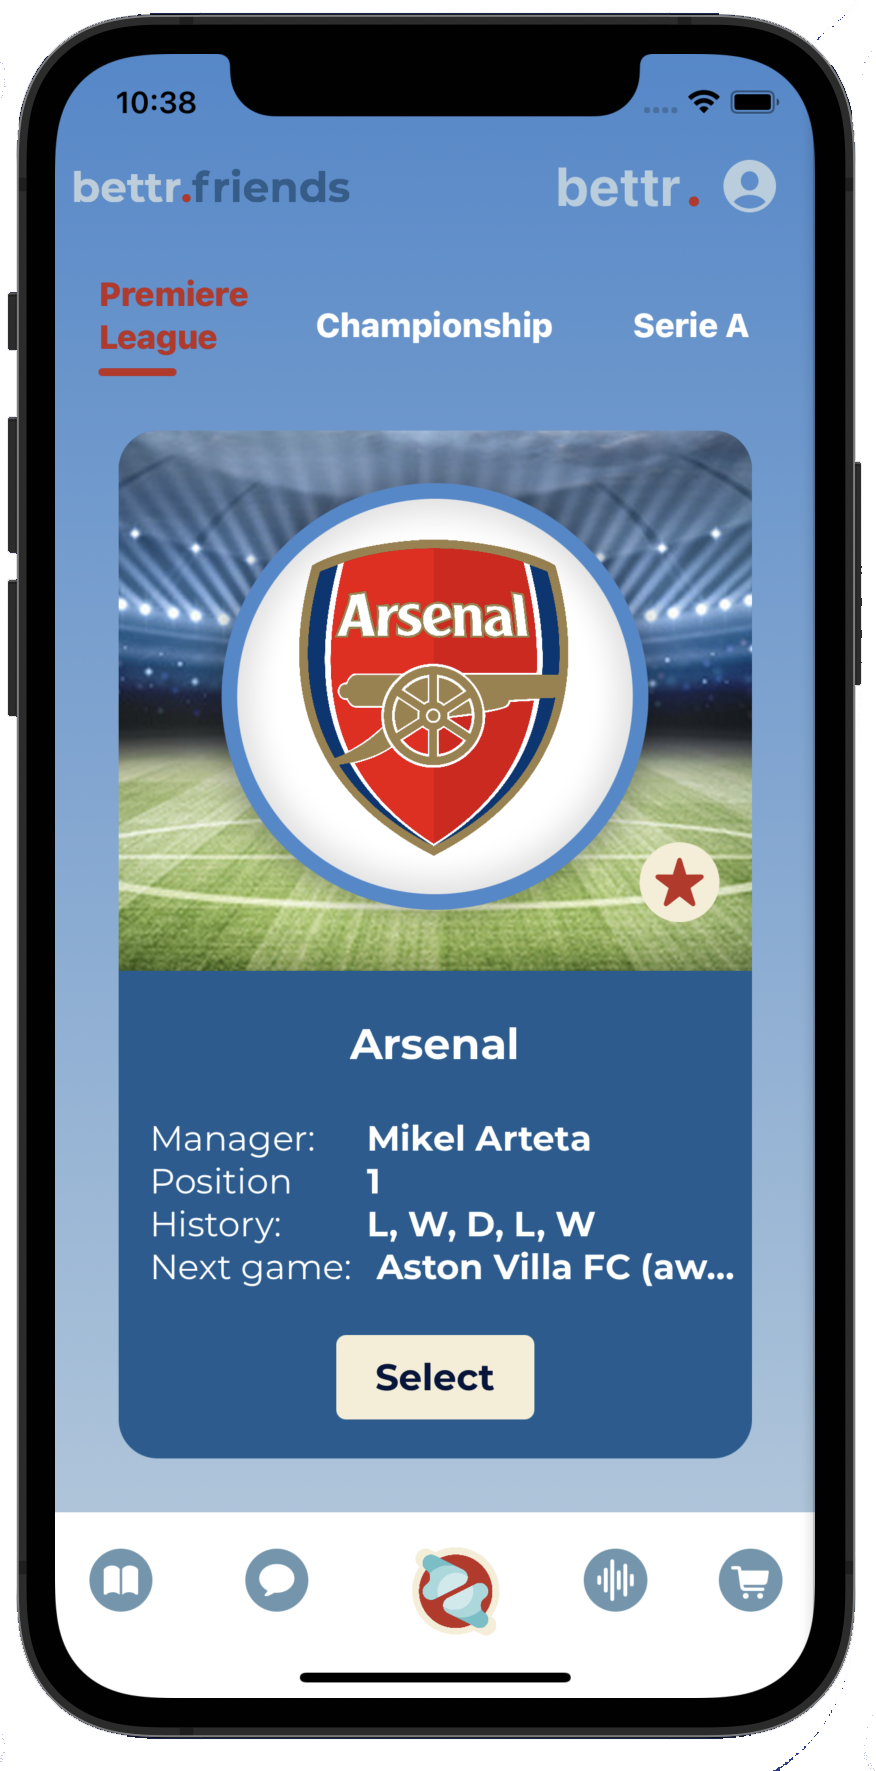 10:38
bettr.friends
bettr.
Premiere
League
Championship
Serie A
Arsenal
Arsenal
Manager: Mikel Arteta
Position 1
History: L, W, D, L, W
Next game: Aston Villa FC (aw...
Select